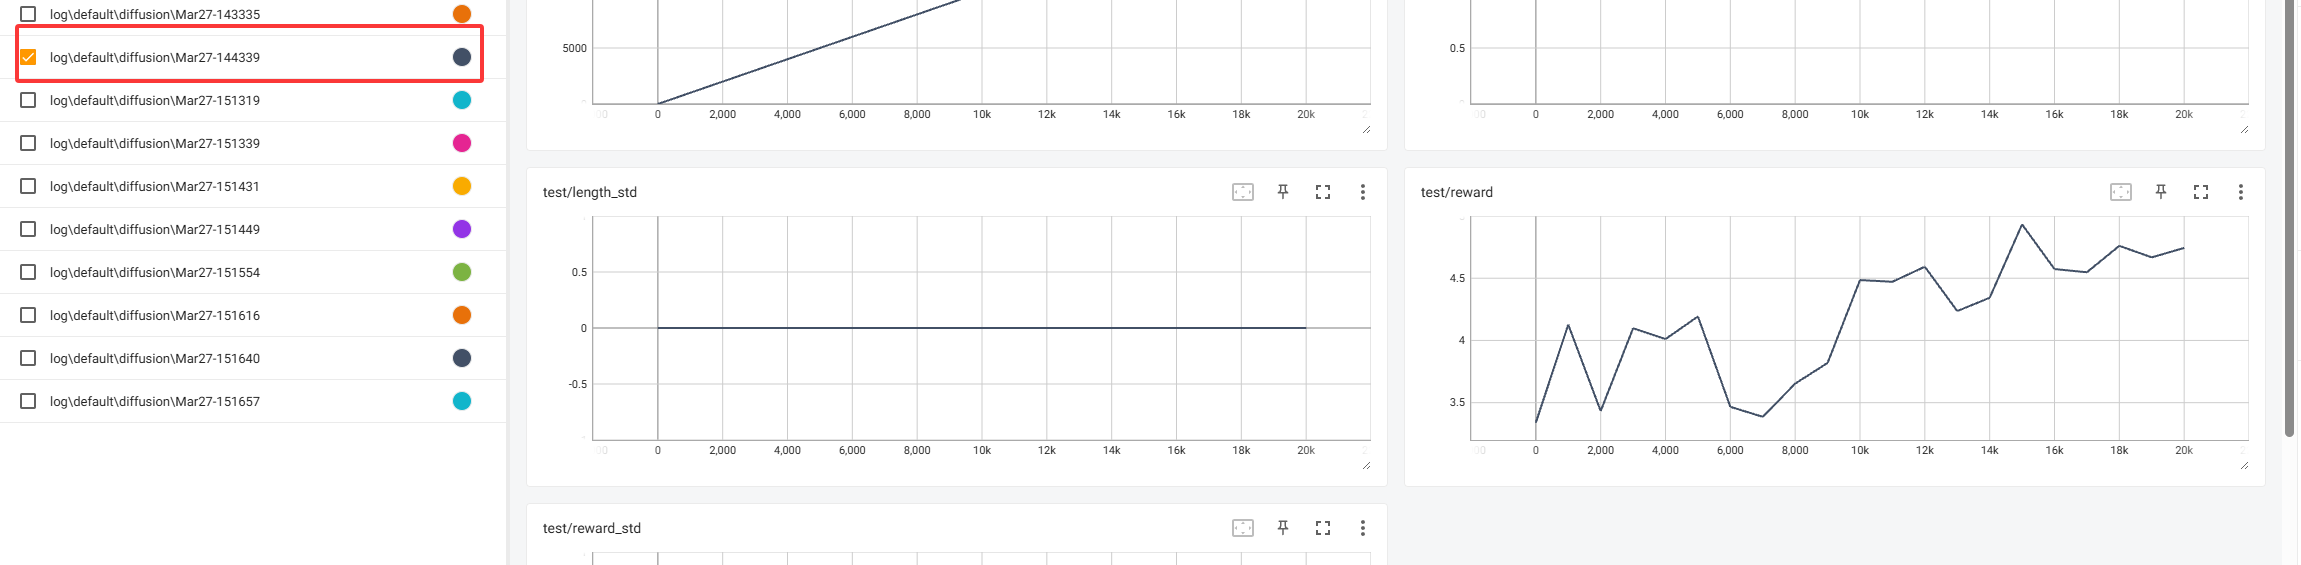 log\default\diffusion\Mar27-143335
log\default\diffusion\Mar27-144339
log\default\diffusion\Mar27-151319
log\default\diffusion\Mar27-151339
log\default\diffusion\Mar27-151431
log\default\diffusion\Mar27-151449
log\default\diffusion\Mar27-151554
log\default\diffusion\Mar27-151616
log\default\diffusion\Mar27-151640
log\default\diffusion\Mar27-151657
5000
0 2,000 4,000 6,000 8,000 10k 12k 14k 16k 18k 20k
0.5
0 2,000 4,000 6,000 8,000 10k 12k 14k 16k 18k 20k
test/length_std
0.5
0
-0.5
0 2,000 4,000 6,000 8,000 10k 12k 14k 16k 18k 20k
test/reward
4.5
4
3.5
0 2,000 4,000 6,000 8,000 10k 12k 14k 16k 18k 20k
test/reward_std